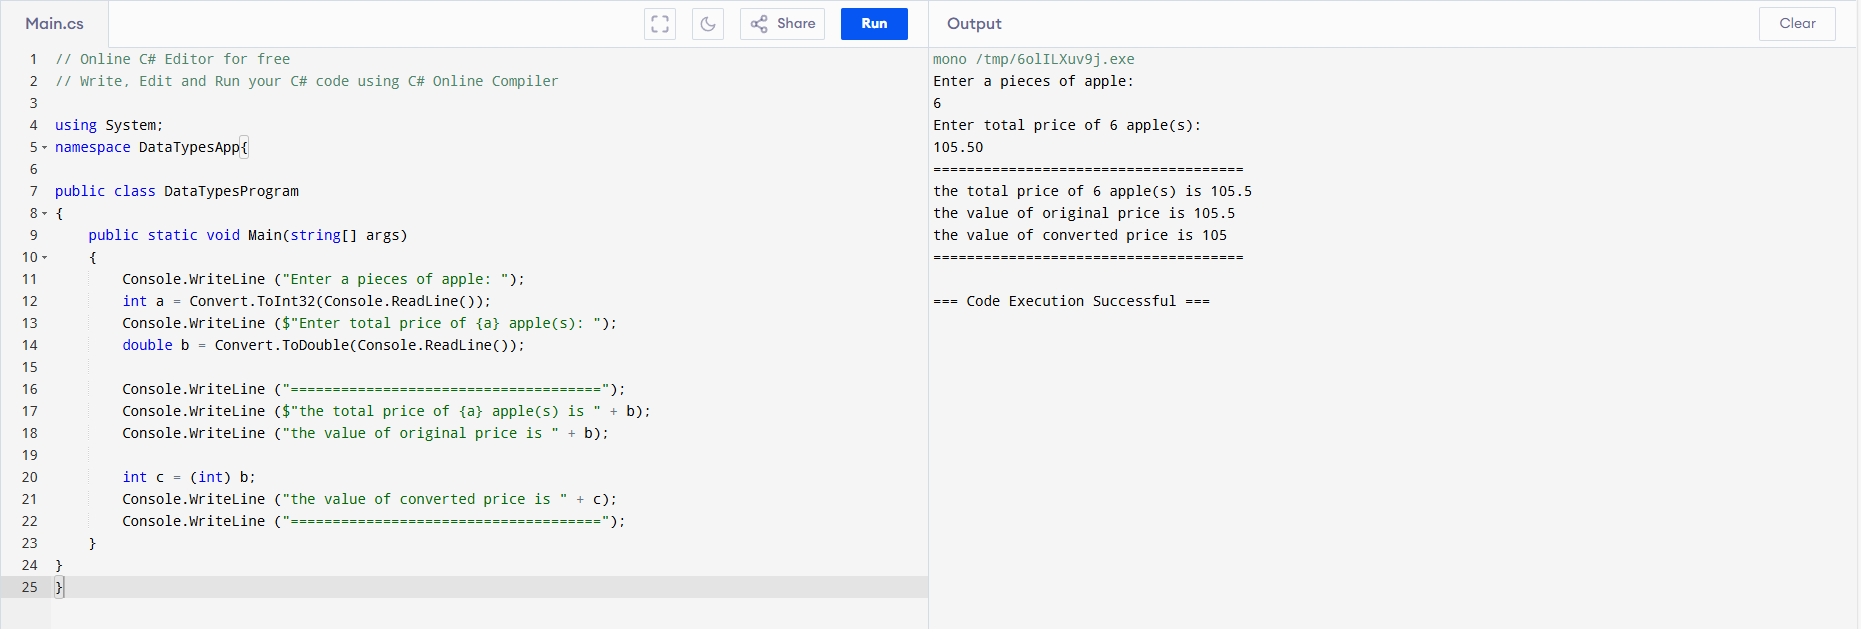 Main.cs
Share
Run
Output
Clear
1 // Online C# Editor for free
2 // Write, Edit and Run your C# code using C# Online Compiler
3
4 using System;
5 namespace DataTypesApp{
6
7 public class DataTypesProgram
8 {
9     public static void Main(string[] args)
10     {
11         Console.WriteLine ("Enter a pieces of apple: ");
12         int a = Convert.ToInt32(Console.ReadLine());
13         Console.WriteLine ($"Enter total price of {a} apple(s): ");
14         double b = Convert.ToDouble(Console.ReadLine());
15
16         Console.WriteLine ("=====================================");
17         Console.WriteLine ($"the total price of {a} apple(s) is " + b);
18         Console.WriteLine ("the value of original price is " + b);
19
20         int c = (int) b;
21         Console.WriteLine ("the value of converted price is " + c);
22         Console.WriteLine ("=====================================");
23     }
24 }
25 }
mono /tmp/6olILXuv9j.exe
Enter a pieces of apple:
6
Enter total price of 6 apple(s):
105.50
=====================================
the total price of 6 apple(s) is 105.5
the value of original price is 105.5
the value of converted price is 105
=====================================
=== Code Execution Successful ===